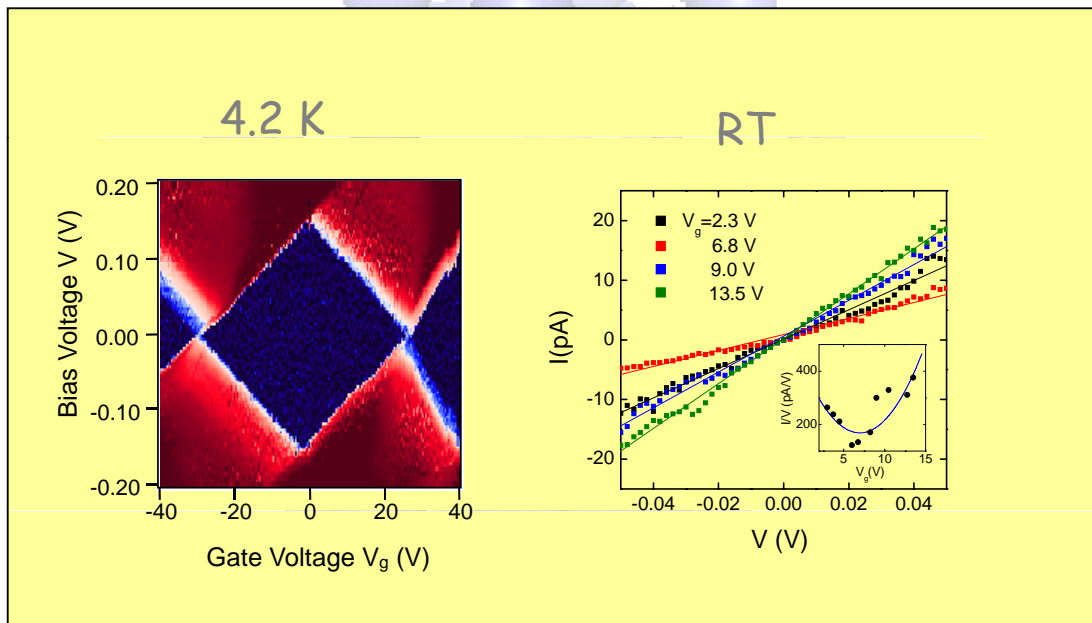 4.2 K
RT
0.20
0.10
0.00
-0.10
-0.20
Bias Voltage V (V)
-40 -20 0 20 40
Gate Voltage Vg (V)
20
10
0
-10
-20
I(pA)
Vg=2.3 V
6.8 V
9.0 V
13.5 V
400
200
I/V (pA/V)
5 10 15
Vg(V)
-0.04 -0.02 0.00 0.02 0.04
V (V)